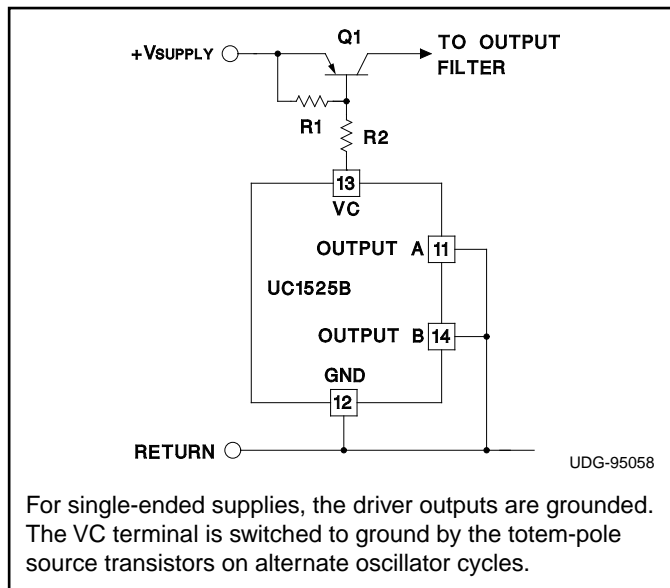 Q1
+VSUPPLY
TO OUTPUT
FILTER
R1
R2
13
VC
OUTPUT A 11
UC1525B
OUTPUT B 14
GND
12
RETURN
UDG-95058
For single-ended supplies, the driver outputs are grounded.
The VC terminal is switched to ground by the totem-pole
source transistors on alternate oscillator cycles.